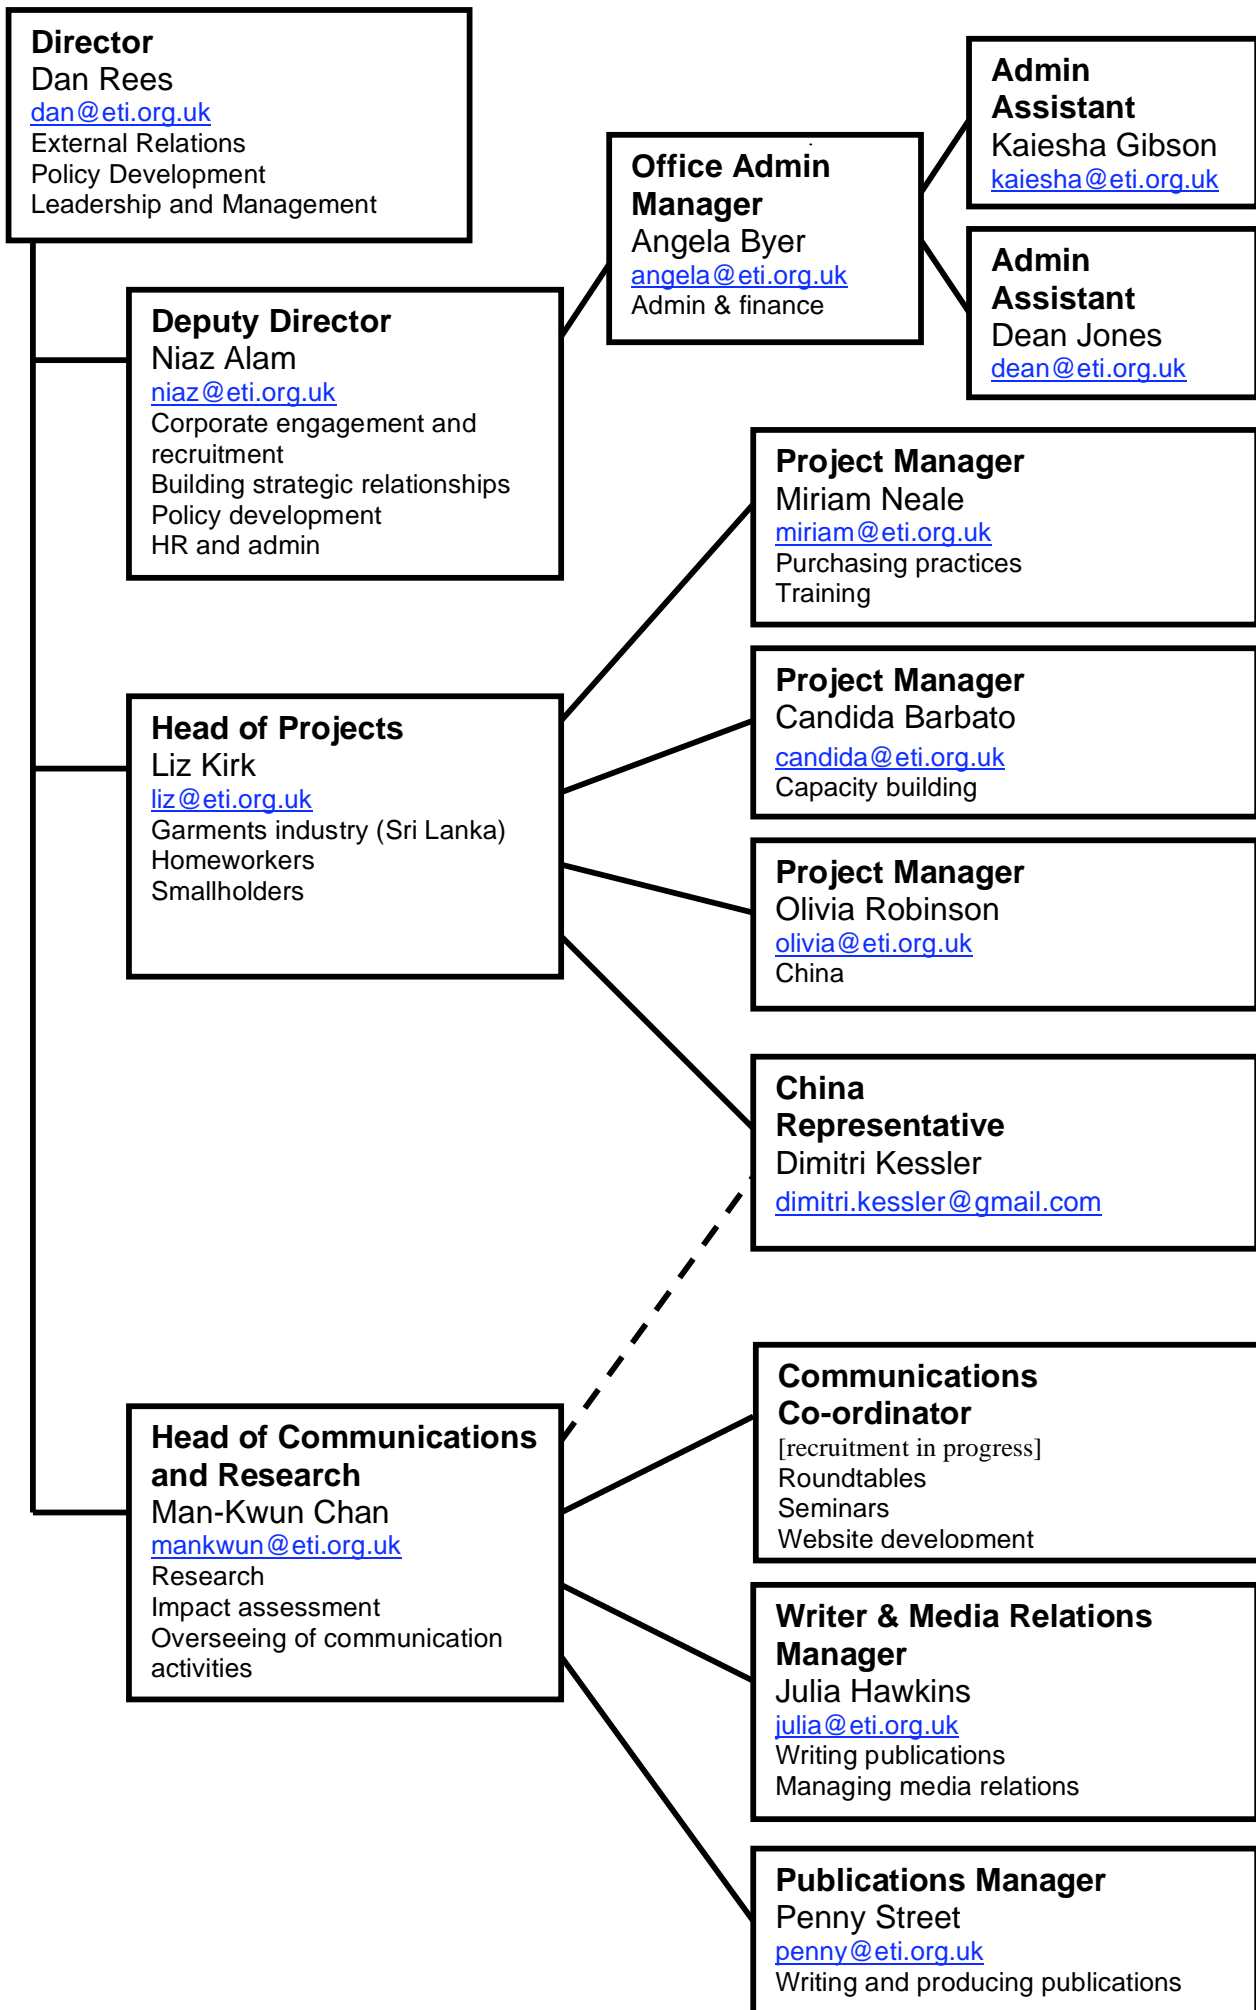 Director
Dan Rees
dan@eti.org.uk
External Relations
Policy Development
Leadership and Management
Office Admin
Manager
Angela Byer
angela@eti.org.uk
Admin & finance
Admin
Assistant
Kaiesha Gibson
kaiesha@eti.org.uk
Admin
Assistant
Dean Jones
dean@eti.org.uk
Deputy Director
Niaz Alam
niaz@eti.org.uk
Corporate engagement and
recruitment
Building strategic relationships
Policy development
HR and admin
Project Manager
Miriam Neale
miriam@eti.org.uk
Purchasing practices
Training
Head of Projects
Liz Kirk
liz@eti.org.uk
Garments industry (Sri Lanka)
Homeworkers
Smallholders
Project Manager
Candida Barbato
candida@eti.org.uk
Capacity building
Project Manager
Olivia Robinson
olivia@eti.org.uk
China
China
Representative
Dimitri Kessler
dimitri.kessler@gmail.com
Head of Communications
and Research
Man-Kwun Chan
mankwun@eti.org.uk
Research
Impact assessment
Overseeing of communication
activities
Communications
Co-ordinator
[recruitment in progress]
Roundtables
Seminars
Website development
Writer & Media Relations
Manager
Julia Hawkins
julia@eti.org.uk
Writing publications
Managing media relations
Publications Manager
Penny Street
penny@eti.org.uk
Writing and producing publications